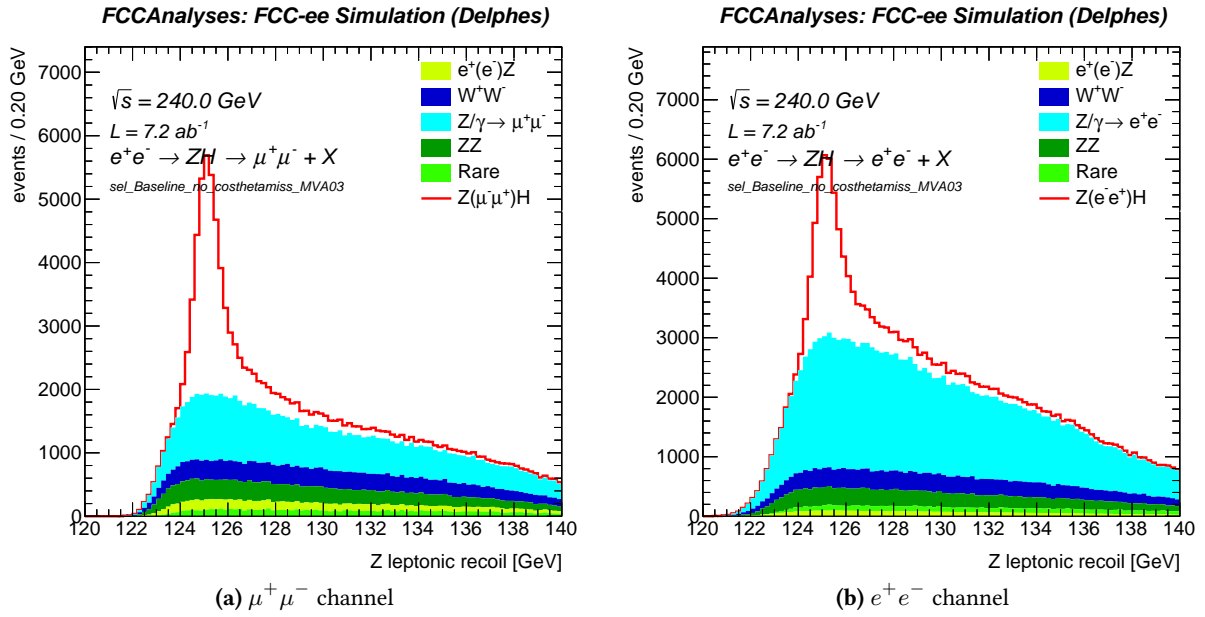 FCCAnalyses: FCC-ee Simulation (Delphes)
events / 0.20 GeV
7000
6000
5000
4000
3000
2000
1000
0
√s = 240.0 GeV
L = 7.2 ab⁻¹
e⁺e⁻ → ZH → μ⁺μ⁻ + X
sel_Baseline_no_costhetamiss_MVA03
e⁺(e⁻)Z
W⁺W⁻
Z/γ→ μ⁺μ⁻
ZZ
Rare
Z(μ⁻μ⁺)H
120 122 124 126 128 130 132 134 136 138 140
Z leptonic recoil [GeV]
(a) μ⁺μ⁻ channel
FCCAnalyses: FCC-ee Simulation (Delphes)
events / 0.20 GeV
7000
6000
5000
4000
3000
2000
1000
0
√s = 240.0 GeV
L = 7.2 ab⁻¹
e⁺e⁻ → ZH → e⁺e⁻ + X
sel_Baseline_no_costhetamiss_MVA03
e⁺(e⁻)Z
W⁺W⁻
Z/γ→ e⁺e⁻
ZZ
Rare
Z(e⁻e⁺)H
120 122 124 126 128 130 132 134 136 138 140
Z leptonic recoil [GeV]
(b) e⁺e⁻ channel